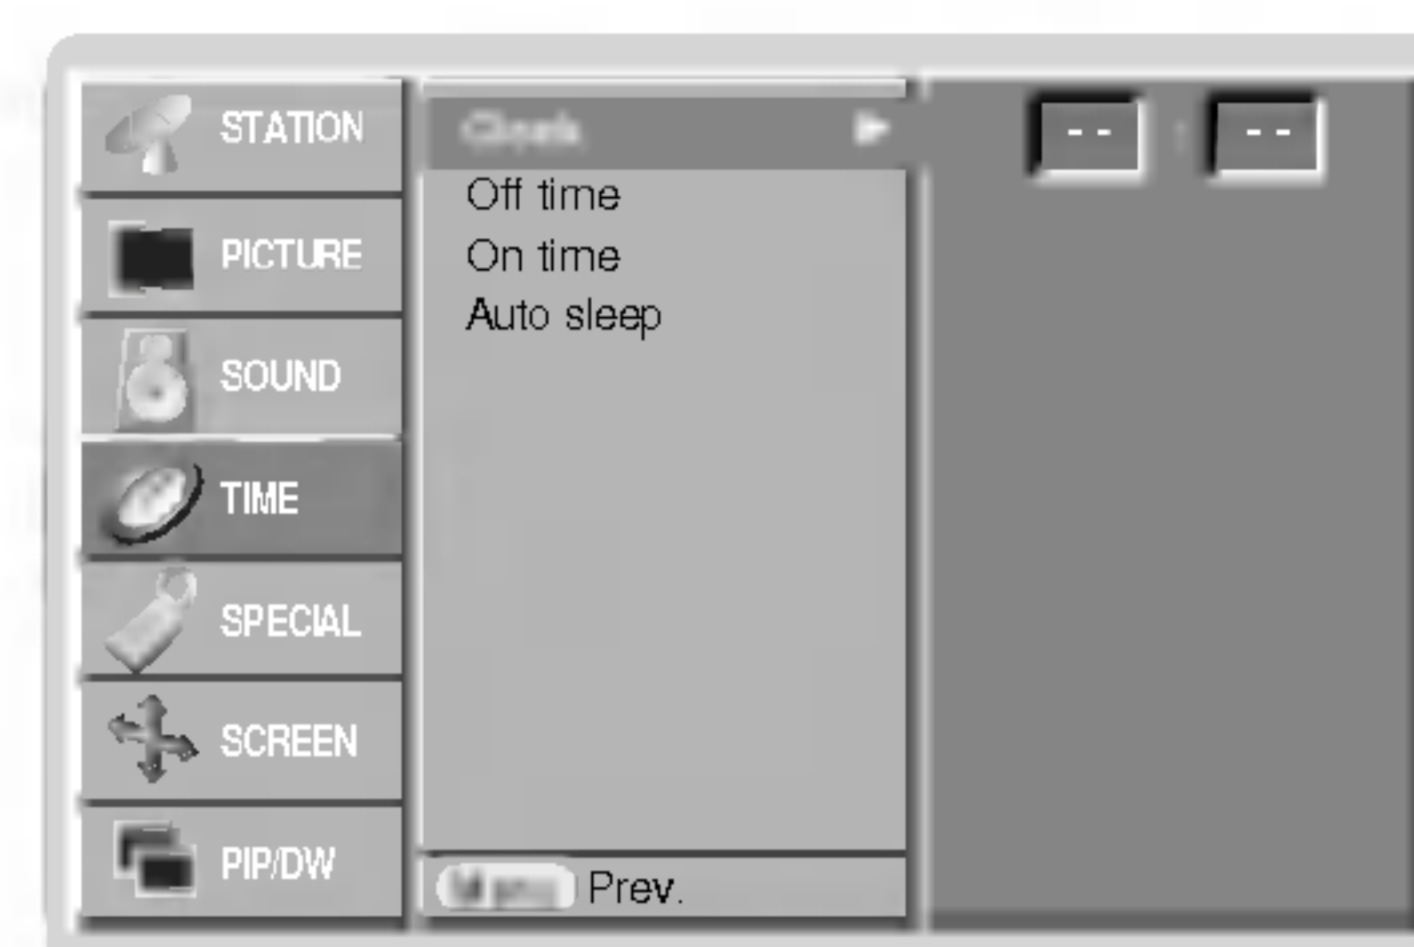 STATION
PICTURE
SOUND
TIME
SPECIAL
SCREEN
PIP/DW
Clock
Off time
On time
Auto sleep
Prev.
-- : --